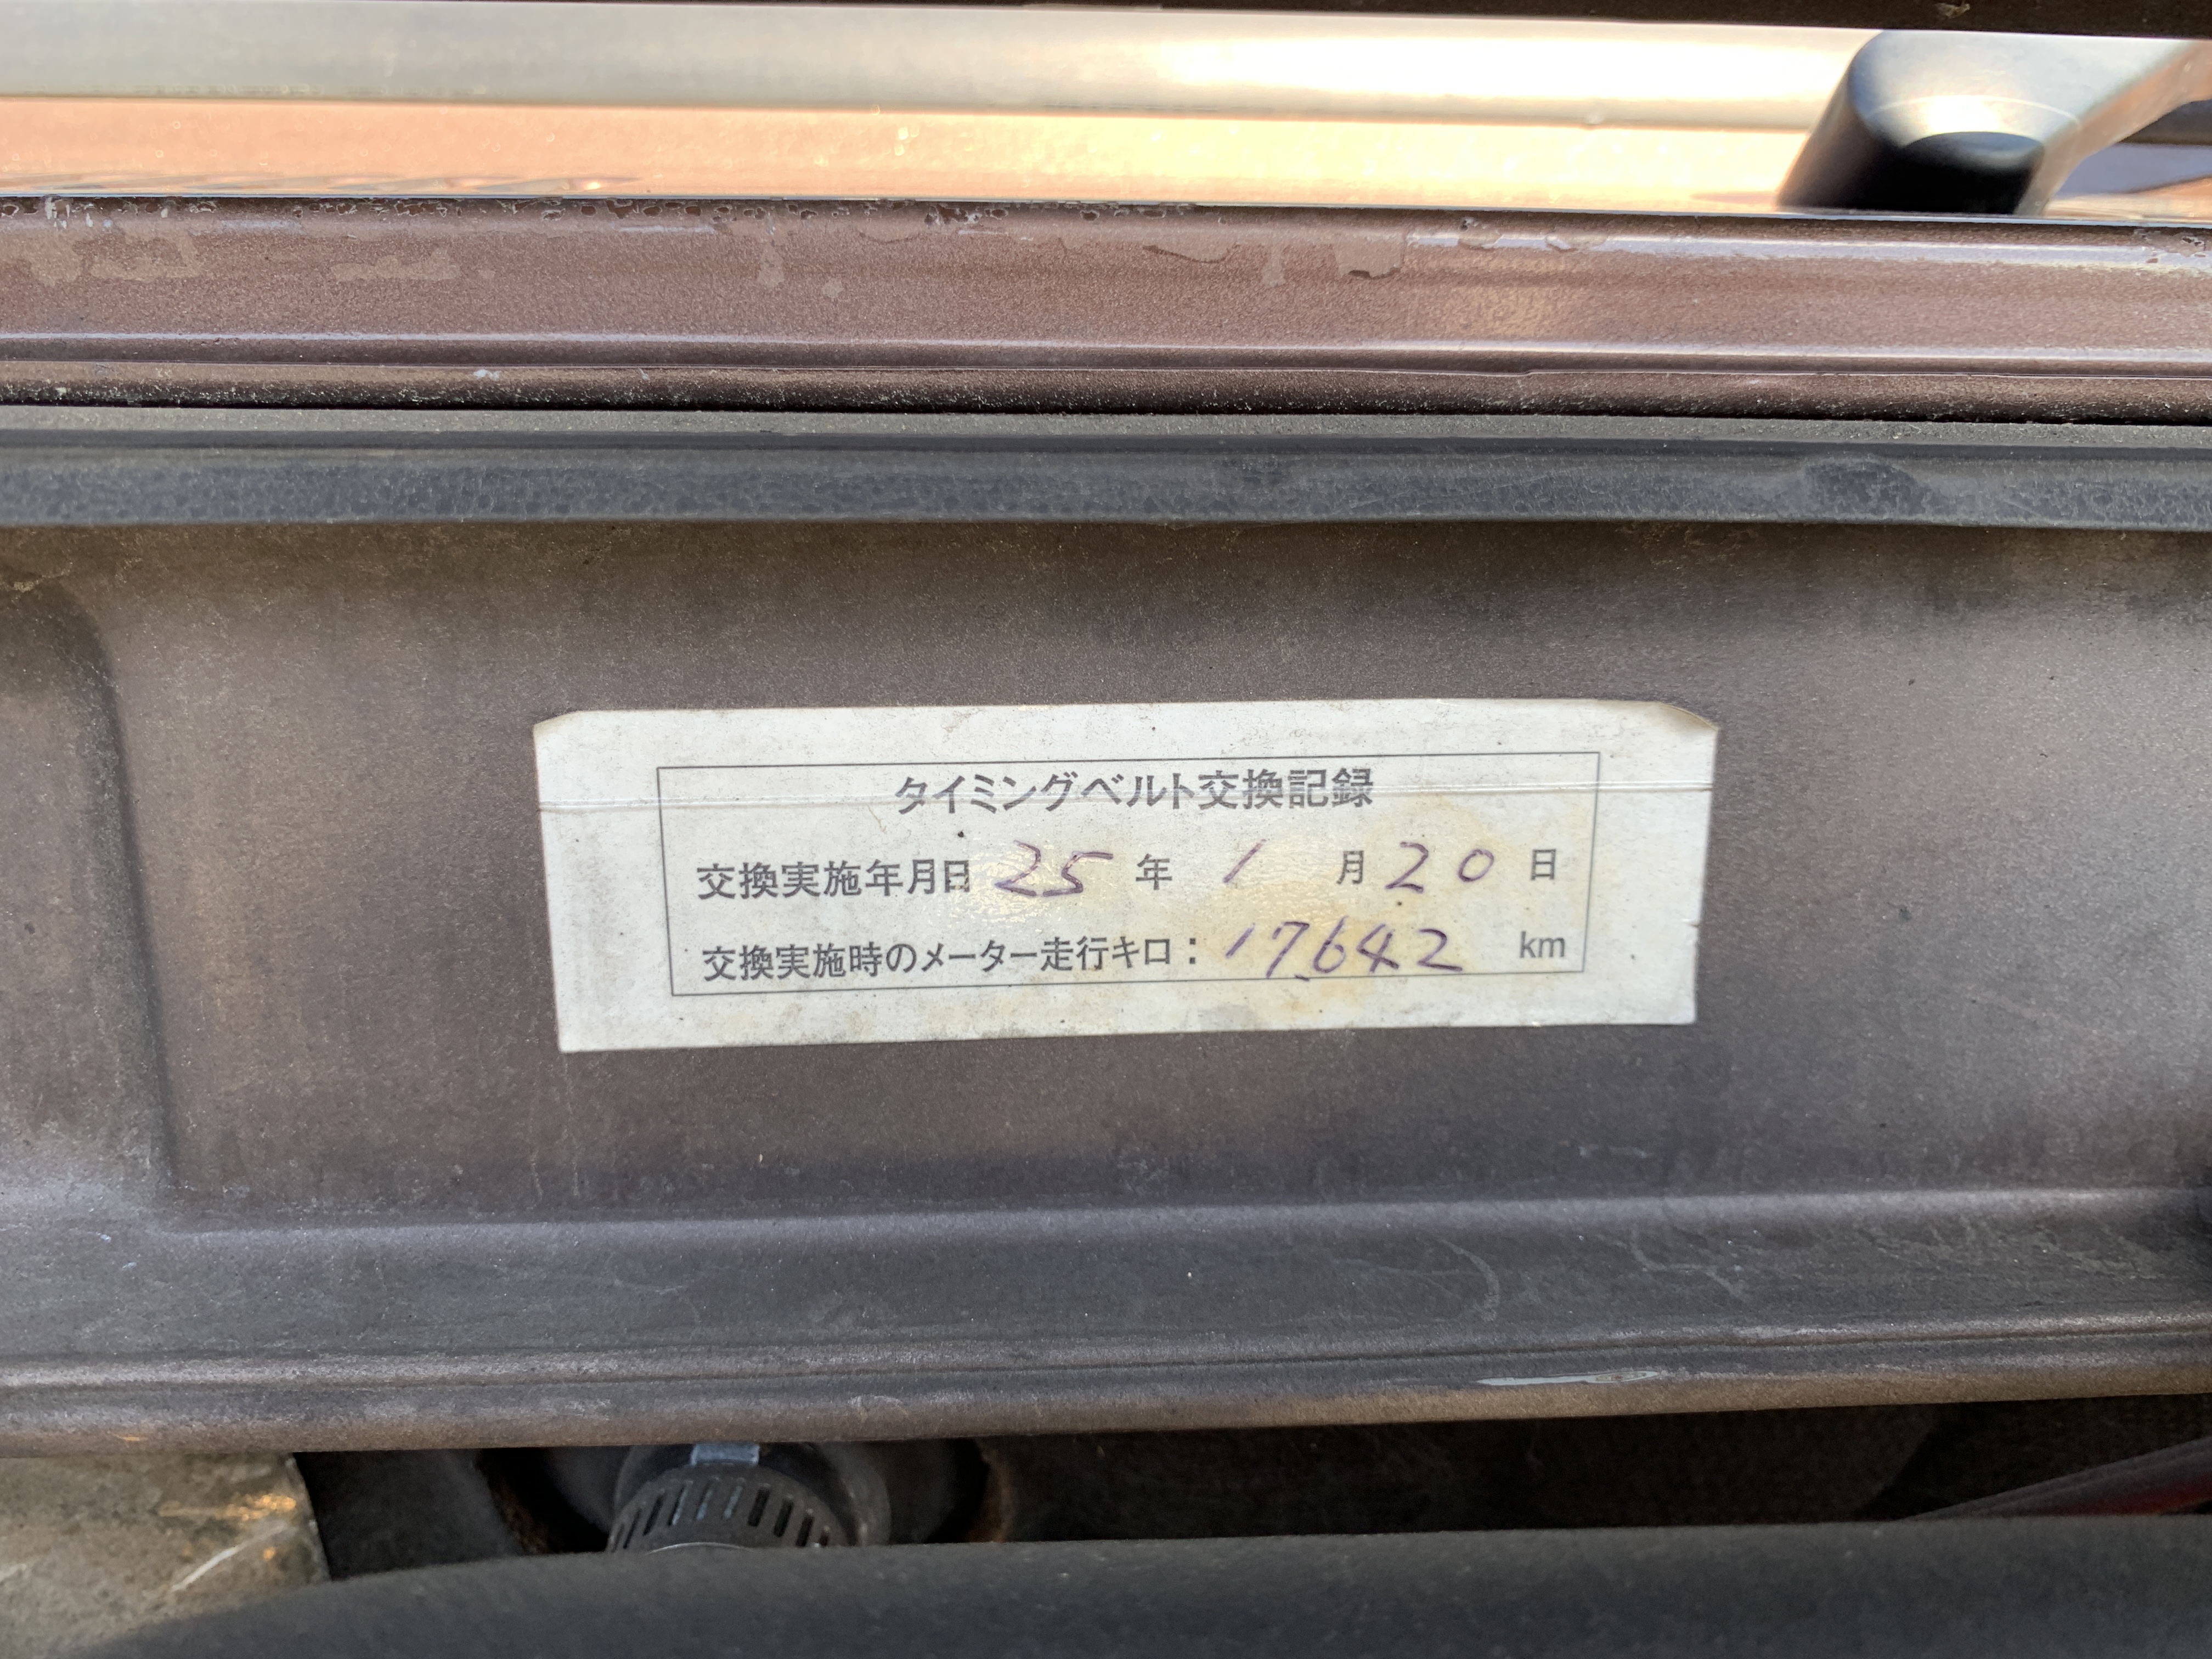 タイミングベルト交換記録
交換実施年月日 25 年 1 月 20 日
交換実施時のメーター走行キロ：17642 km